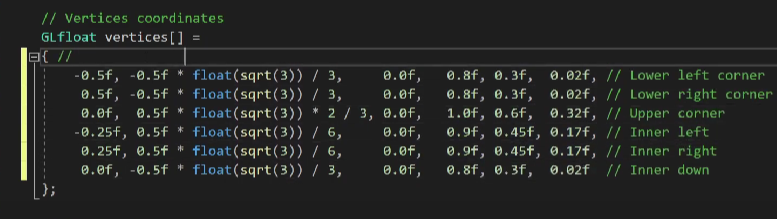 // Vertices coordinates
GLfloat vertices[] =
{ //
-0.5f, -0.5f * float(sqrt(3)) / 3, 0.0f, 0.8f, 0.3f, 0.02f, // Lower left corner
0.5f, -0.5f * float(sqrt(3)) / 3, 0.0f, 0.8f, 0.3f, 0.02f, // Lower right corner
0.0f, 0.5f * float(sqrt(3)) * 2 / 3, 0.0f, 1.0f, 0.6f, 0.32f, // Upper corner
-0.25f, 0.5f * float(sqrt(3)) / 6, 0.0f, 0.9f, 0.45f, 0.17f, // Inner left
0.25f, 0.5f * float(sqrt(3)) / 6, 0.0f, 0.9f, 0.45f, 0.17f, // Inner right
0.0f, -0.5f * float(sqrt(3)) / 3, 0.0f, 0.8f, 0.3f, 0.02f // Inner down
};